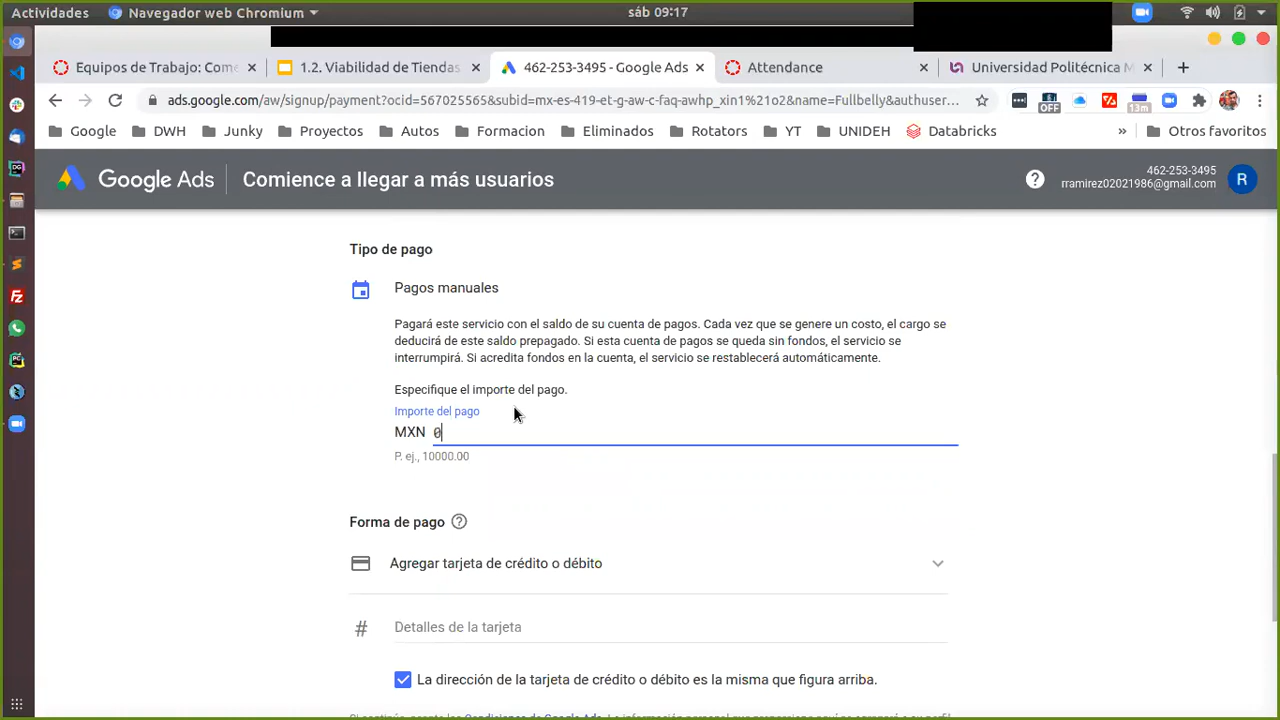 Actividades Navegador web Chromium sáb 09:17
Equipos de Trabajo: Come 1.2. Viabilidad de Tiendas 462-253-3495 - Google Ads Attendance Universidad Politécnica M
ads.google.com/aw/signup/payment?ocid=567025565&subid=mx-es-419-et-g-aw-c-faq-awhp_xin1%21o2&name=Fullbelly&authuser... OFF 13m
Google DWH Junky Proyectos Autos Formacion Eliminados Rotators YT UNIDEH Databricks » Otros favoritos
Google Ads Comience a llegar a más usuarios 462-253-3495
rramirez02021986@gmail.com R
Tipo de pago
Pagos manuales
Pagará este servicio con el saldo de su cuenta de pagos. Cada vez que se genere un costo, el cargo se
deducirá de este saldo prepagado. Si esta cuenta de pagos se queda sin fondos, el servicio se
interrumpirá. Si acredita fondos en la cuenta, el servicio se restablecerá automáticamente.
Especifique el importe del pago.
Importe del pago
MXN 0
P. ej., 10000.00
Forma de pago
Agregar tarjeta de crédito o débito
# Detalles de la tarjeta
La dirección de la tarjeta de crédito o débito es la misma que figura arriba.